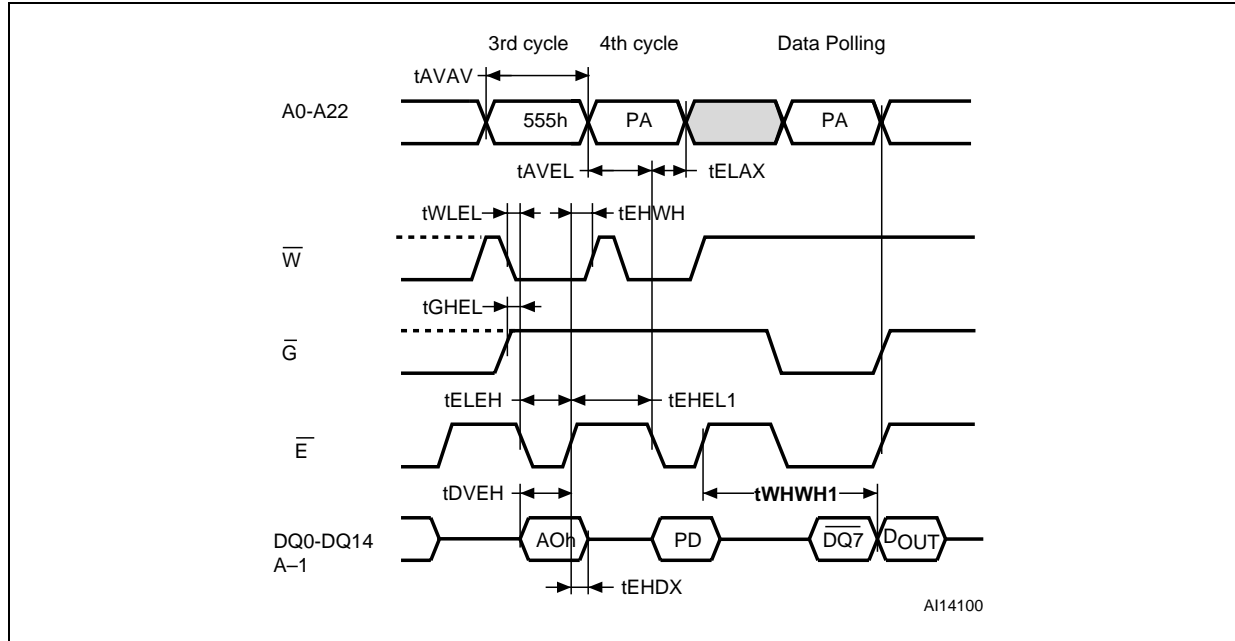 3rd cycle 4th cycle Data Polling
tAVAV
A0-A22 555h PA PA
tAVEL tELAX
tWLEL tEHWH
W
tGHEL
G
tELEH tEHEL1
E
tDVEH tWHWH1
DQ0-DQ14 AOh PD DQ7 DOUT
A–1
tEHDX
AI14100